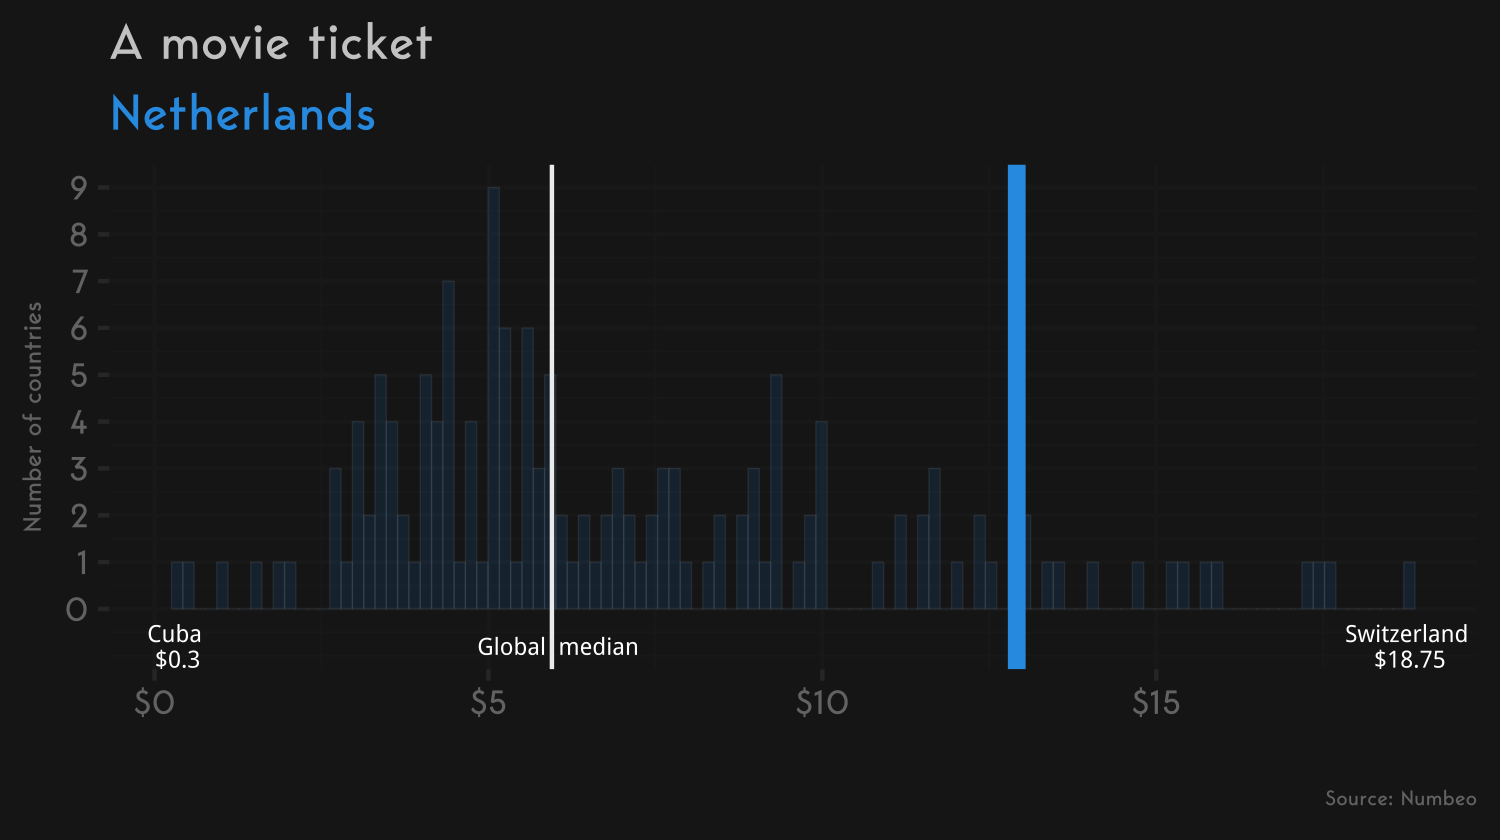 A movie ticket
Netherlands
Number of countries
9
8
7
6
5
4
3
2
1
0
Cuba
$0.3
Global median
Switzerland
$18.75
$0 $5 $10 $15
Source: Numbeo